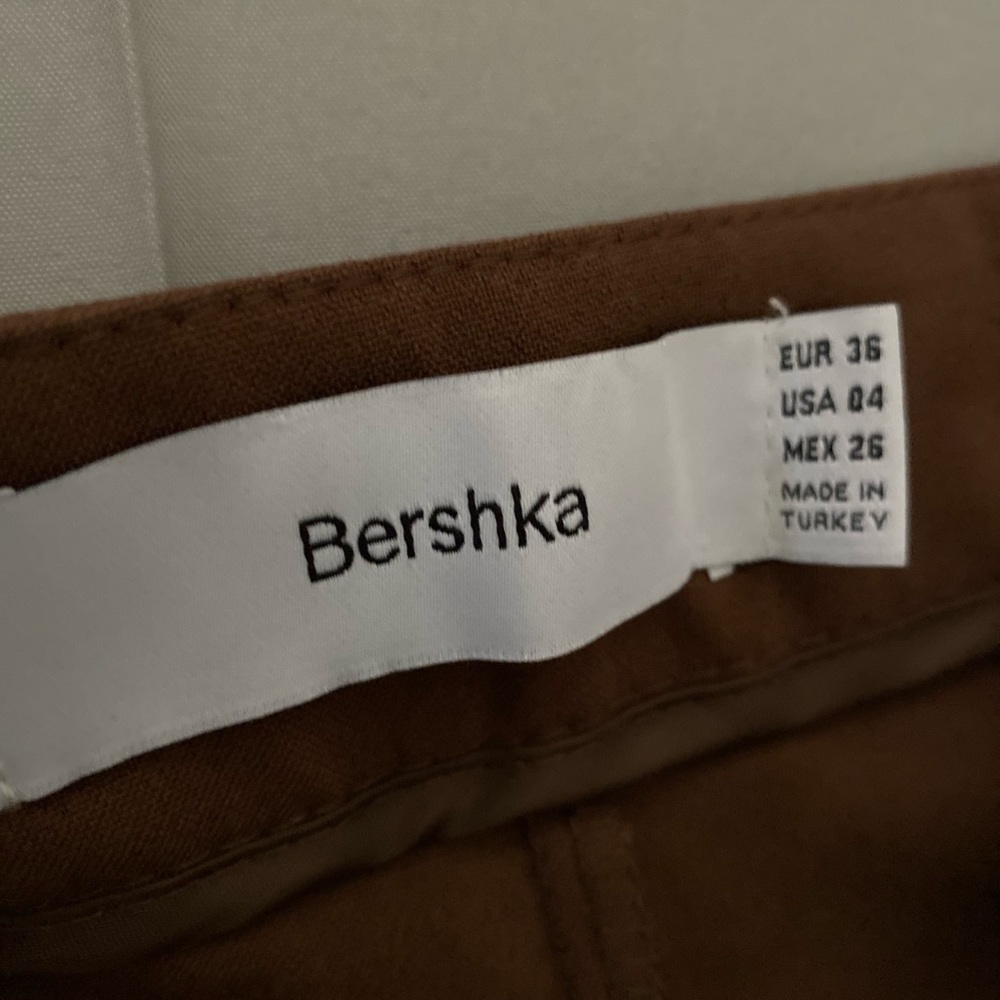 Bershka
EUR 36
USA 04
MEX 26
MADE IN
TURKEY